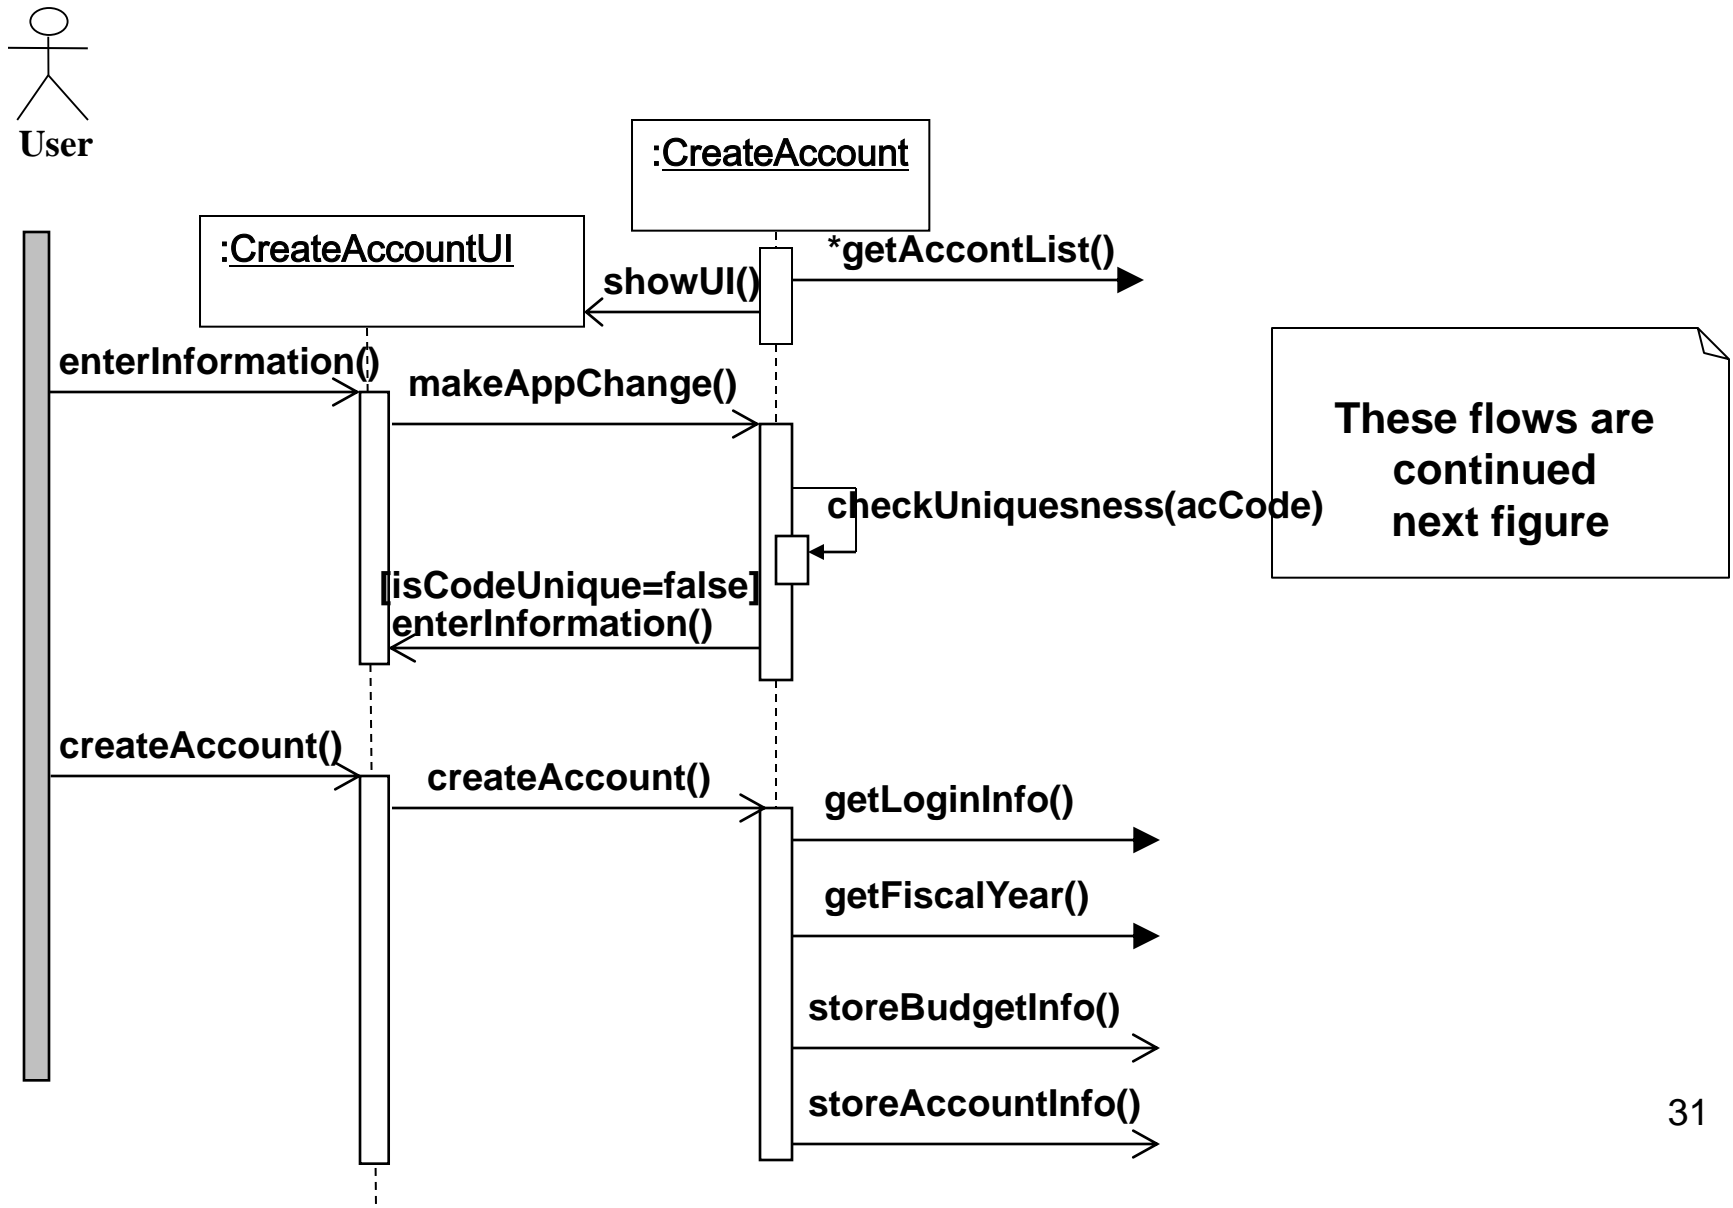 User
:CreateAccount
:CreateAccountUI
*getAccontList()
showUI()
enterInformation()
makeAppChange()
These flows are
continued
next figure
checkUniquesness(acCode)
[isCodeUnique=false]
enterInformation()
createAccount()
createAccount()
getLoginInfo()
getFiscalYear()
storeBudgetInfo()
storeAccountInfo()
31